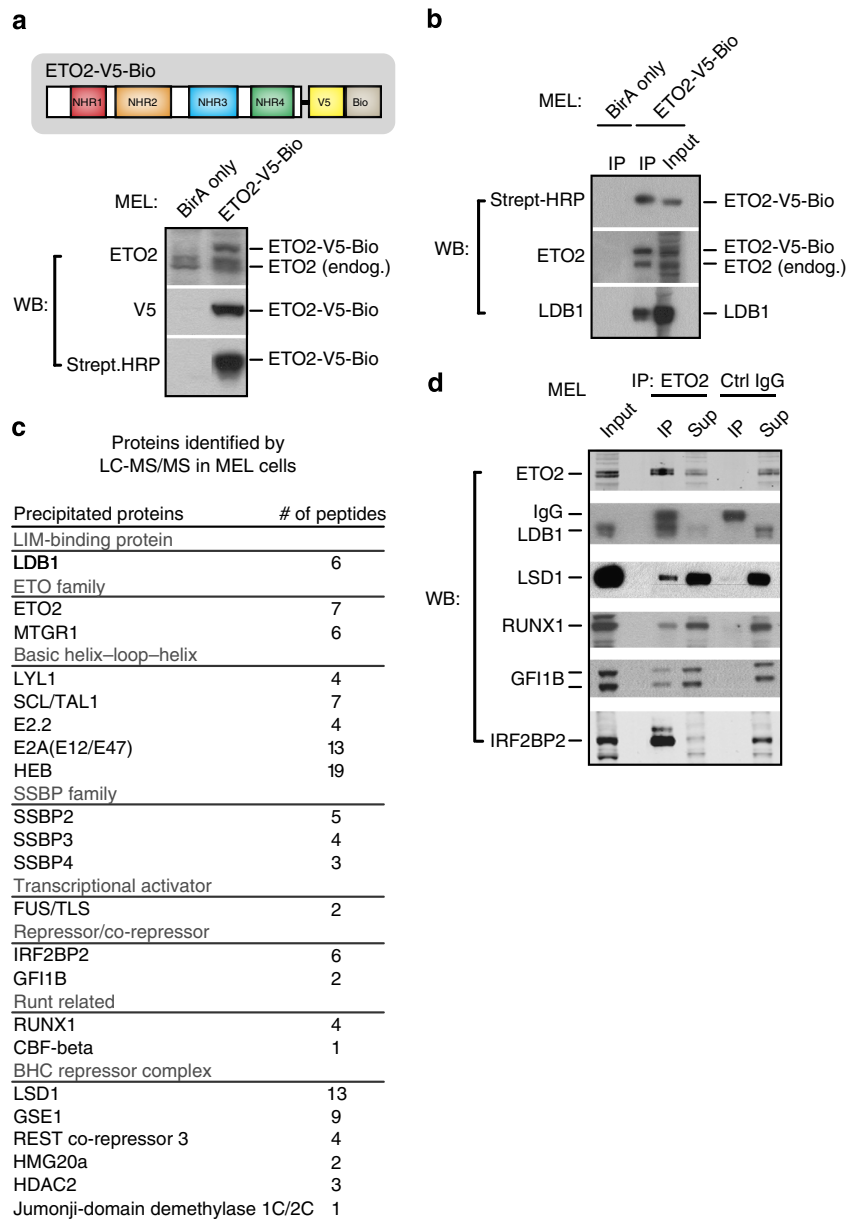 a
ETO2-V5-Bio
NHR1 NHR2 NHR3 NHR4 V5 Bio
MEL: BirA only ETO2-V5-Bio
WB:
ETO2 ETO2-V5-Bio
ETO2 (endog.)
V5 ETO2-V5-Bio
Strept.HRP ETO2-V5-Bio
b
MEL: BirA only ETO2-V5-Bio
IP IP Input
WB:
Strept-HRP ETO2-V5-Bio
ETO2 ETO2-V5-Bio
ETO2 (endog.)
LDB1 LDB1
c
Proteins identified by
LC-MS/MS in MEL cells
Precipitated proteins # of peptides
LIM-binding protein
LDB1 6
ETO family
ETO2 7
MTGR1 6
Basic helix–loop–helix
LYL1 4
SCL/TAL1 7
E2.2 4
E2A(E12/E47) 13
HEB 19
SSBP family
SSBP2 5
SSBP3 4
SSBP4 3
Transcriptional activator
FUS/TLS 2
Repressor/co-repressor
IRF2BP2 6
GFI1B 2
Runt related
RUNX1 4
CBF-beta 1
BHC repressor complex
LSD1 13
GSE1 9
REST co-repressor 3 4
HMG20a 2
HDAC2 3
Jumonji-domain demethylase 1C/2C 1
d
MEL IP: ETO2 Ctrl IgG
Input IP Sup IP Sup
WB:
ETO2
IgG
LDB1
LSD1
RUNX1
GFI1B
IRF2BP2